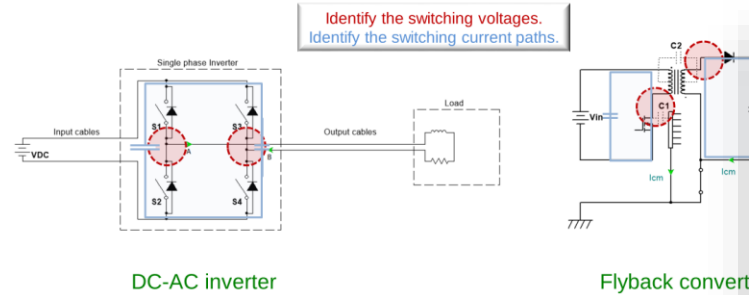 Identify the switching voltages.
Identify the switching current paths.
Single phase Inverter
Input cables
VDC
S1
S3
S2
S4
A
B
Output cables
Load
C2
C1
Vin
Icm
Icm
DC-AC inverter
Flyback convert